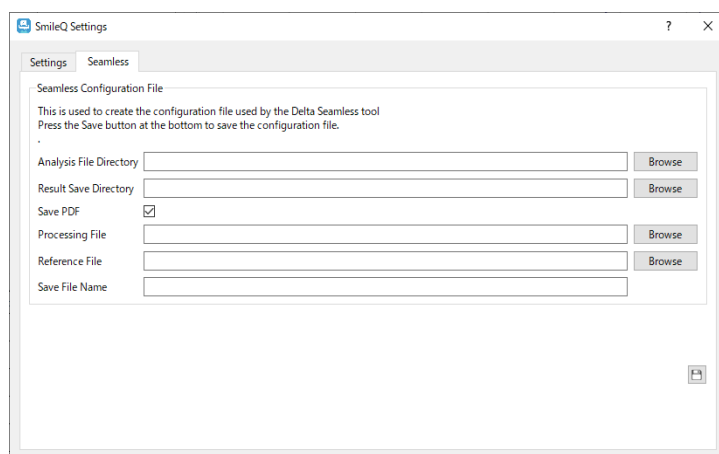 SmileQ Settings
Settings
Seamless
Seamless Configuration File
This is used to create the configuration file used by the Delta Seamless tool
Press the Save button at the bottom to save the configuration file.
.
Analysis File Directory Browse
Result Save Directory Browse
Save PDF
Processing File Browse
Reference File Browse
Save File Name